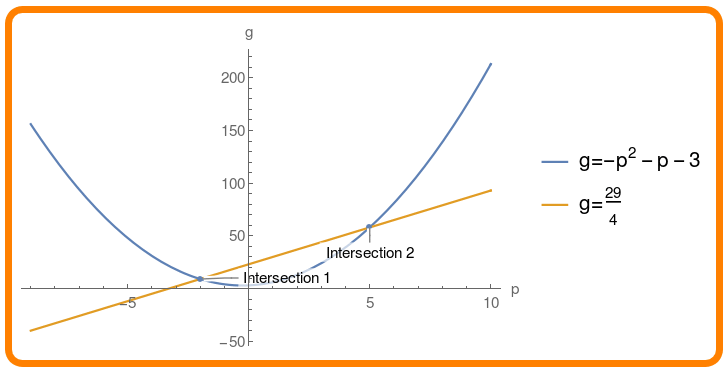 g
200
150
100
50
−50
−5
5
10
p
Intersection 1
Intersection 2
g=−p² − p − 3
g=29/4